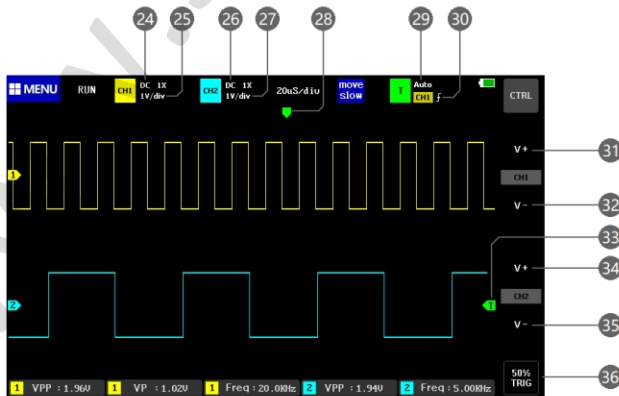 24 25 26 27 28 29 30
MENU RUN CH1 DC 1X 1V/div CH2 DC 1X 1V/div 20uS/div move slow T Auto CH1 CTRL
V+ 31
1 CH1
V- 32
33
V+ 34
2 T CH2
V- 35
50% TRIG 36
1 VPP :1.96V 1 VP :1.02V 1 Freq:20.0KHz 2 VPP :1.94V 2 Freq:5.00KHz